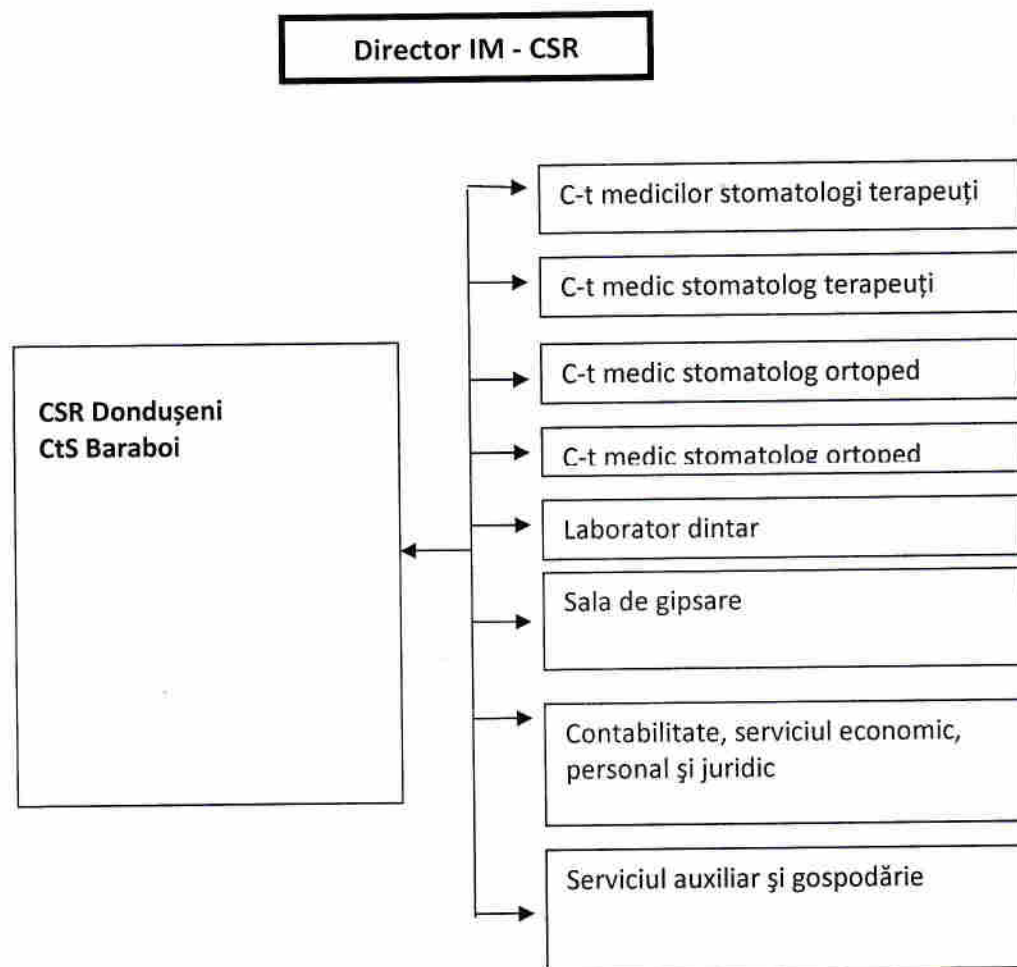 Director IM - CSR
C-t medicilor stomatologi terapeuți
C-t medic stomatolog terapeuți
C-t medic stomatolog ortoped
CSR Dondușeni
CtS Baraboi
C-t medic stomatolog ortoped
Laborator dintar
Sala de gipsare
Contabilitate, serviciul economic,
personal şi juridic
Serviciul auxiliar şi gospodărie